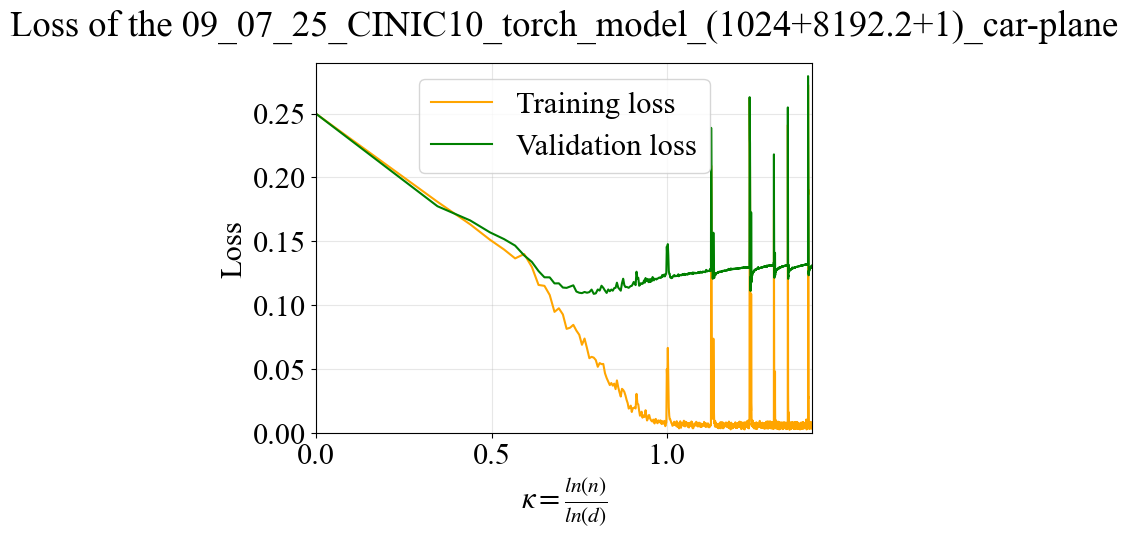 Loss of the 09_07_25_CINIC10_torch_model_(1024+8192.2+1)_car-plane
Training loss
Validation loss
0.25
0.20
0.15
0.10
0.05
0.00
Loss
0.0 0.5 1.0
κ = ln(n)/ln(d)